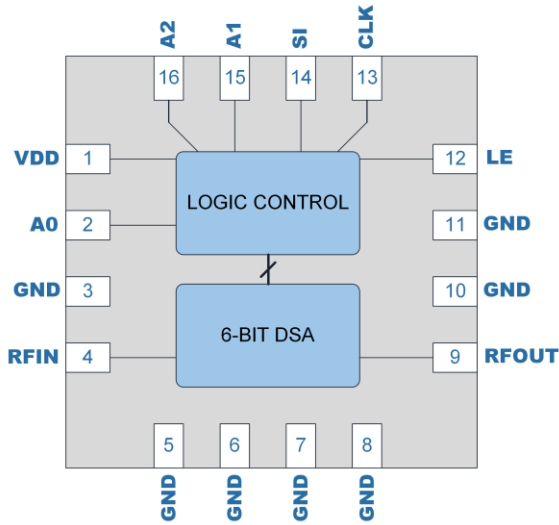 A2 A1 SI CLK
16 15 14 13
VDD 1 12 LE
LOGIC CONTROL
A0 2 11 GND
GND 3 10 GND
6-BIT DSA
RFIN 4 9 RFOUT
5 6 7 8
GND GND GND GND